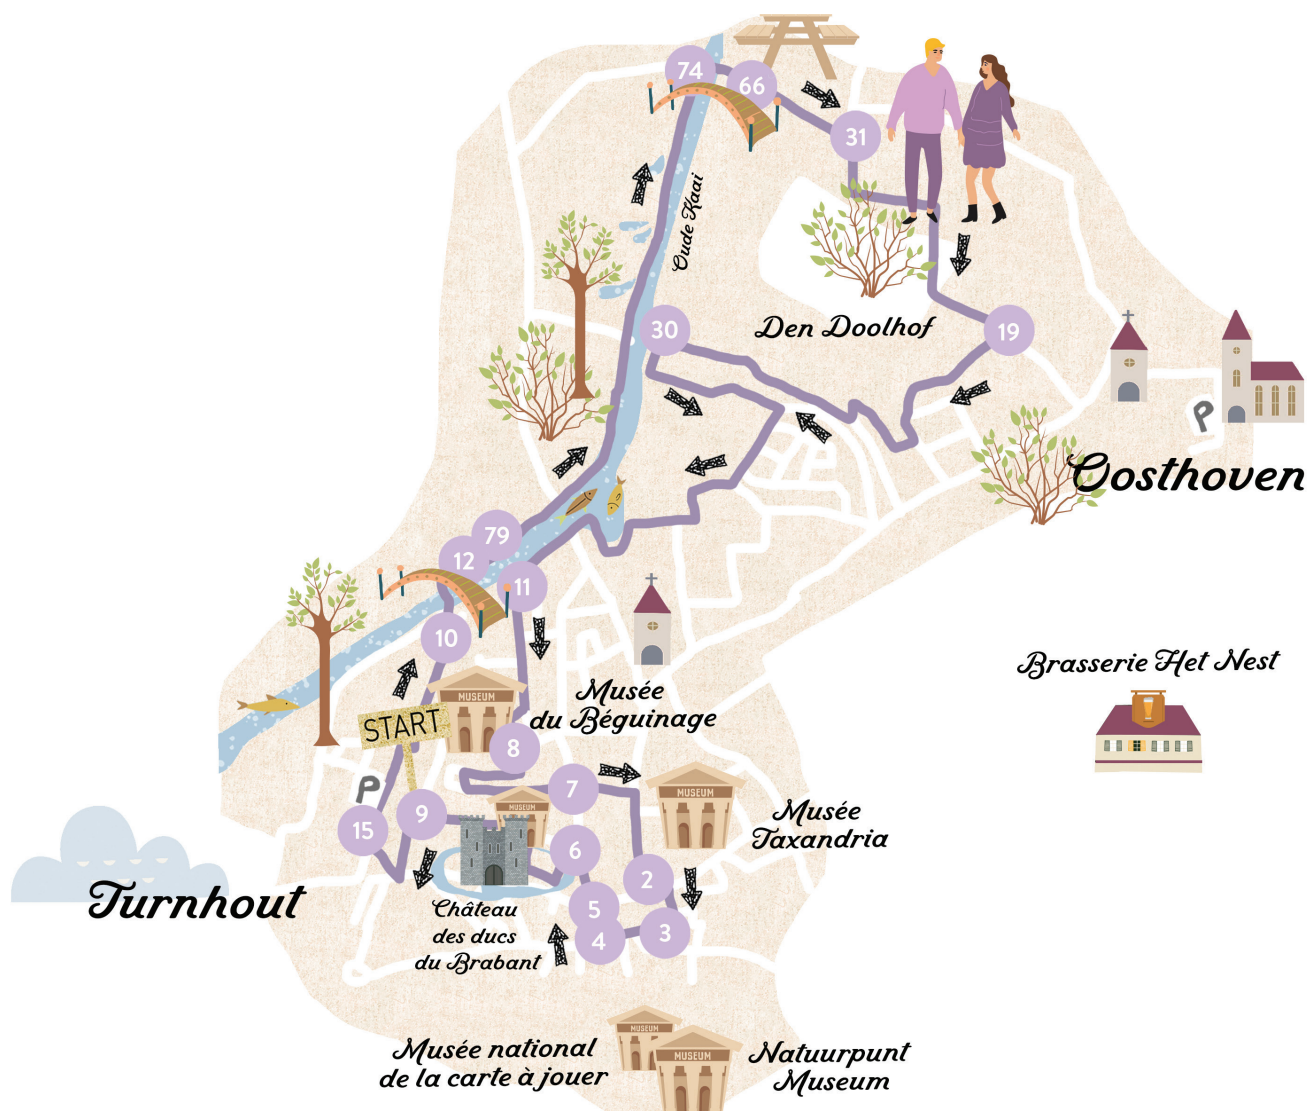 74
66
31
Oude Kaai
30
Den Doolhof
19
P
Oosthoven
79
12
11
10
MUSEUM
START
Musée
du Béguinage
8
Brasserie Het Nest
P
7
MUSEUM
MUSEUM
Musée
Taxandria
9
15
6
2
Turnhout
5
3
4
Château
des ducs
du Brabant
MUSEUM
MUSEUM
Musée national
de la carte à jouer
Natuurpunt
Museum